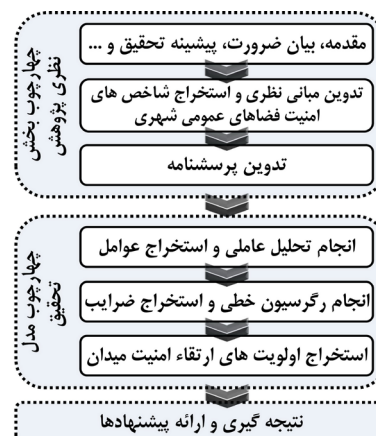 چهارچوب بخش
نظری پژوهش
مقدمه، بیان ضرورت، پیشینه تحقیق و ...
تدوین مبانی نظری و استخراج شاخص های
امنیت فضاهای عمومی شهری
تدوین پرسشنامه
چهارچوب مدل
تحقیق
انجام تحلیل عاملی و استخراج عوامل
انجام رگرسیون خطی و استخراج ضرایب
استخراج اولویت های ارتقاء امنیت میدان
نتیجه گیری و ارائه پیشنهادها